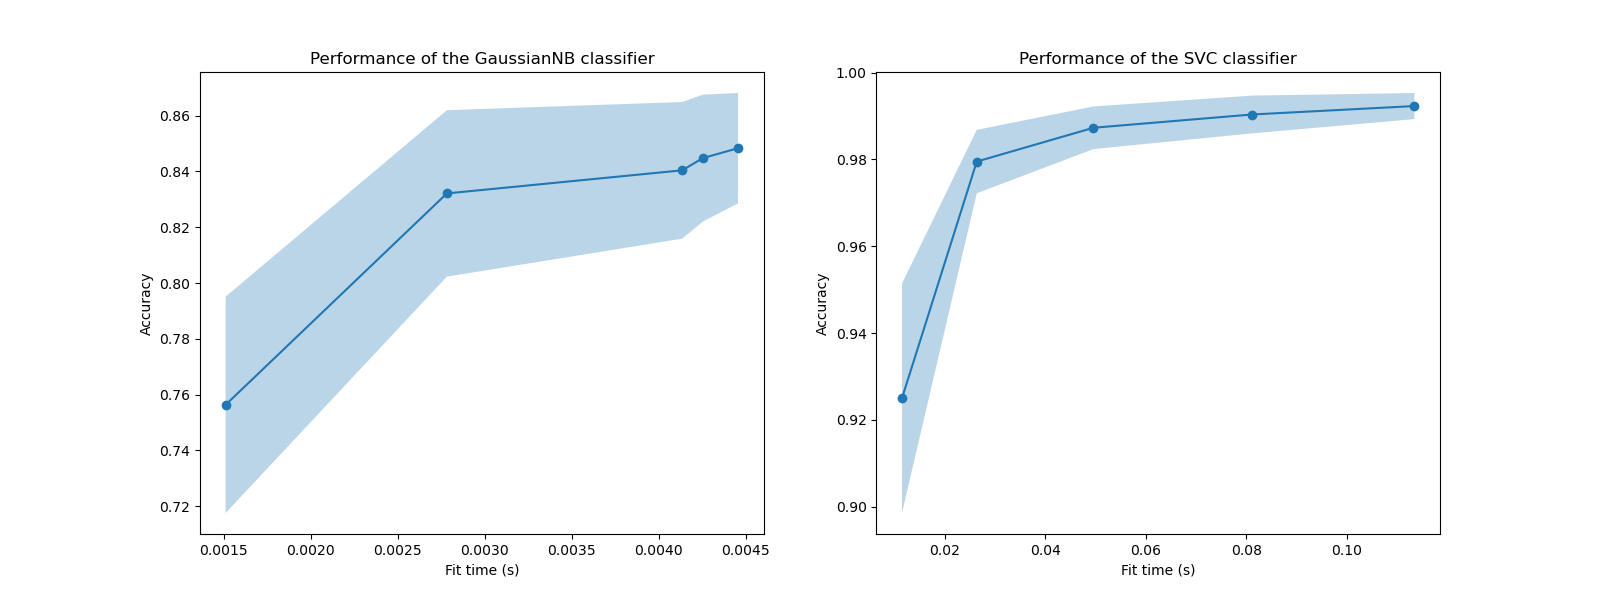 Performance of the GaussianNB classifier
Accuracy
0.86
0.84
0.82
0.80
0.78
0.76
0.74
0.72
0.0015 0.0020 0.0025 0.0030 0.0035 0.0040 0.0045
Fit time (s)
Performance of the SVC classifier
Accuracy
1.00
0.98
0.96
0.94
0.92
0.90
0.02 0.04 0.06 0.08 0.10
Fit time (s)